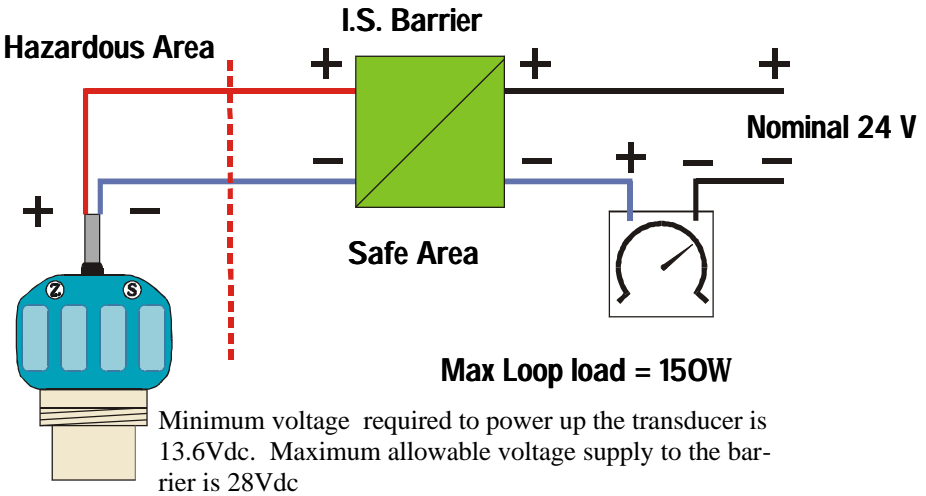 I.S. Barrier
Hazardous Area
+ + +
Nominal 24 V
− − + − −
+ −
Safe Area
Z S
Max Loop load = 150W
Minimum voltage required to power up the transducer is
13.6Vdc. Maximum allowable voltage supply to the bar-
rier is 28Vdc